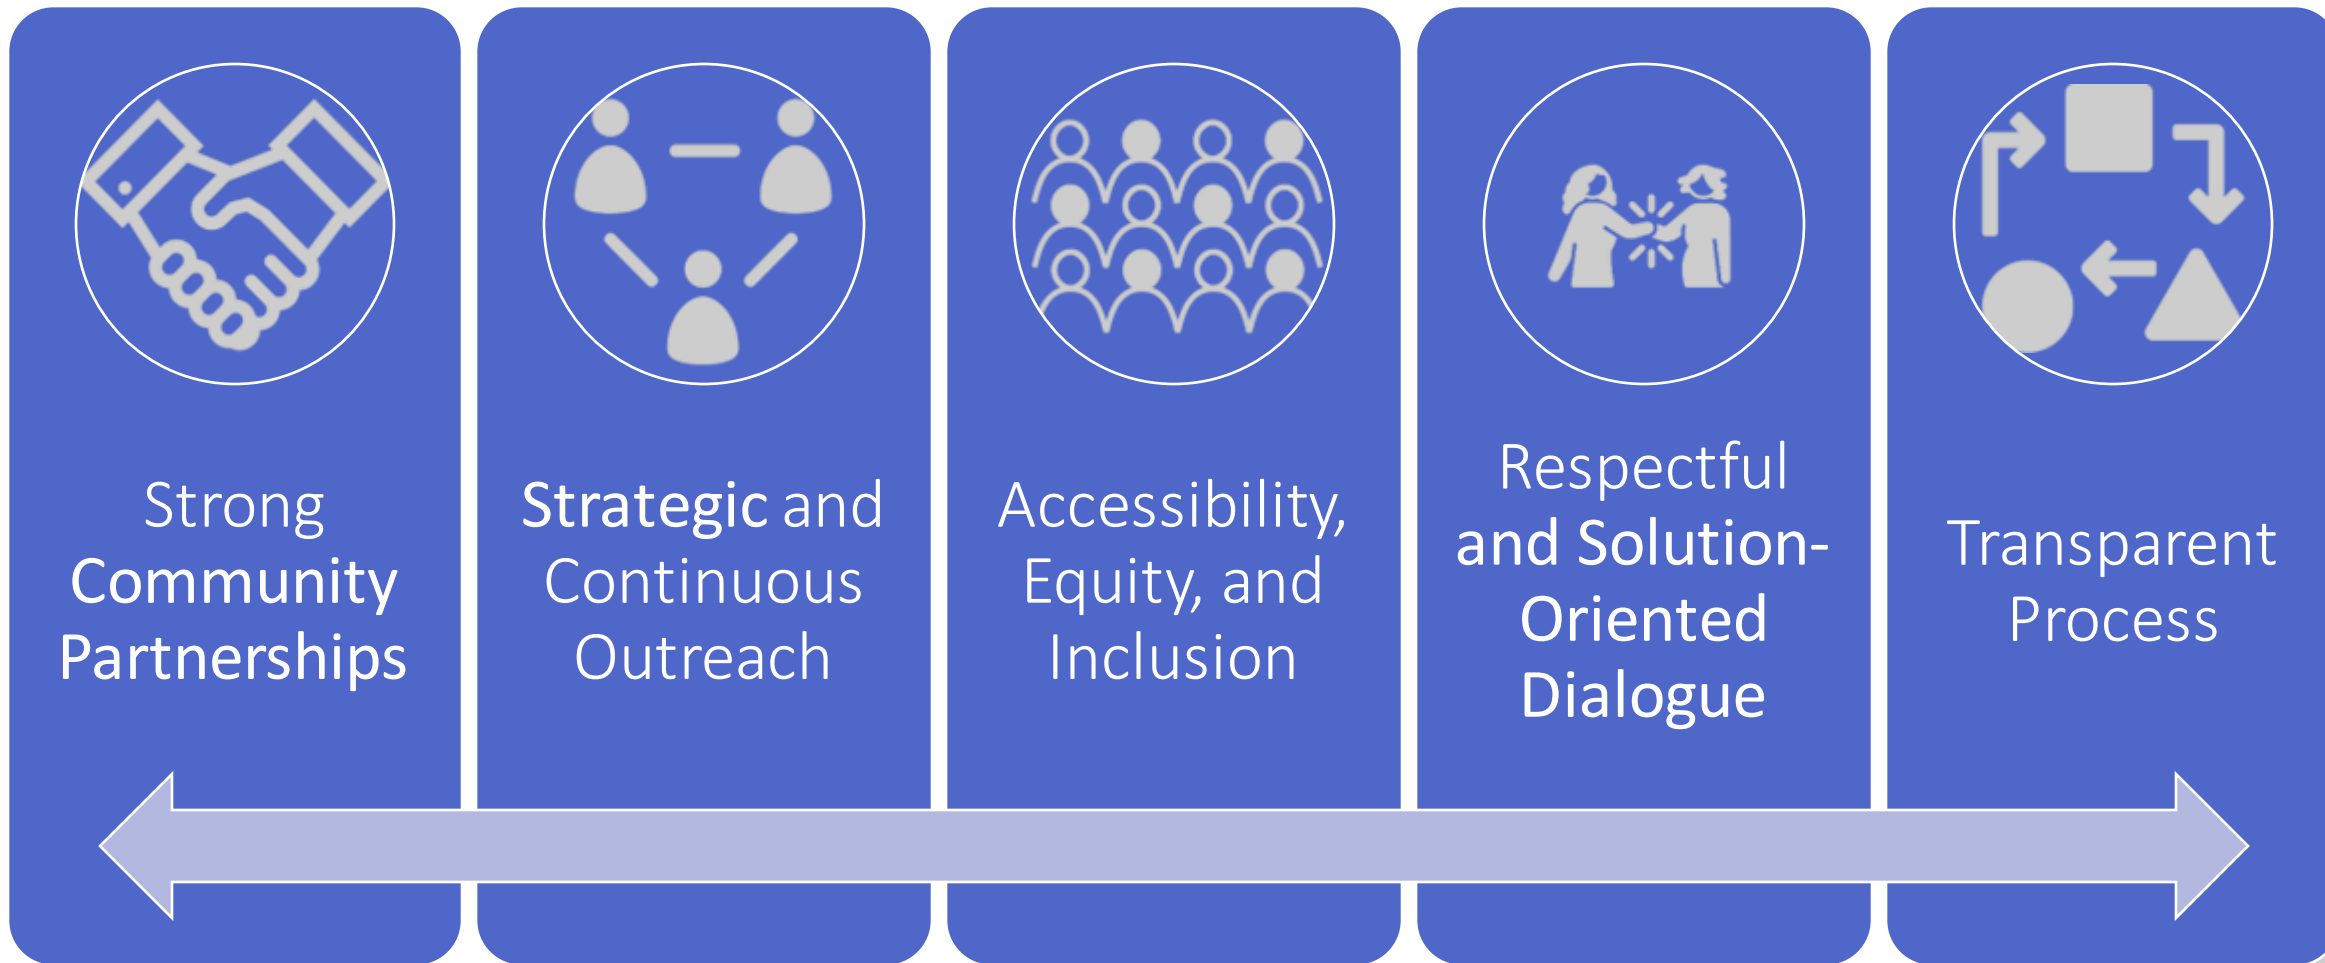 Strong
Community
Partnerships
Strategic and
Continuous
Outreach
Accessibility,
Equity, and
Inclusion
Respectful
and Solution-
Oriented
Dialogue
Transparent
Process